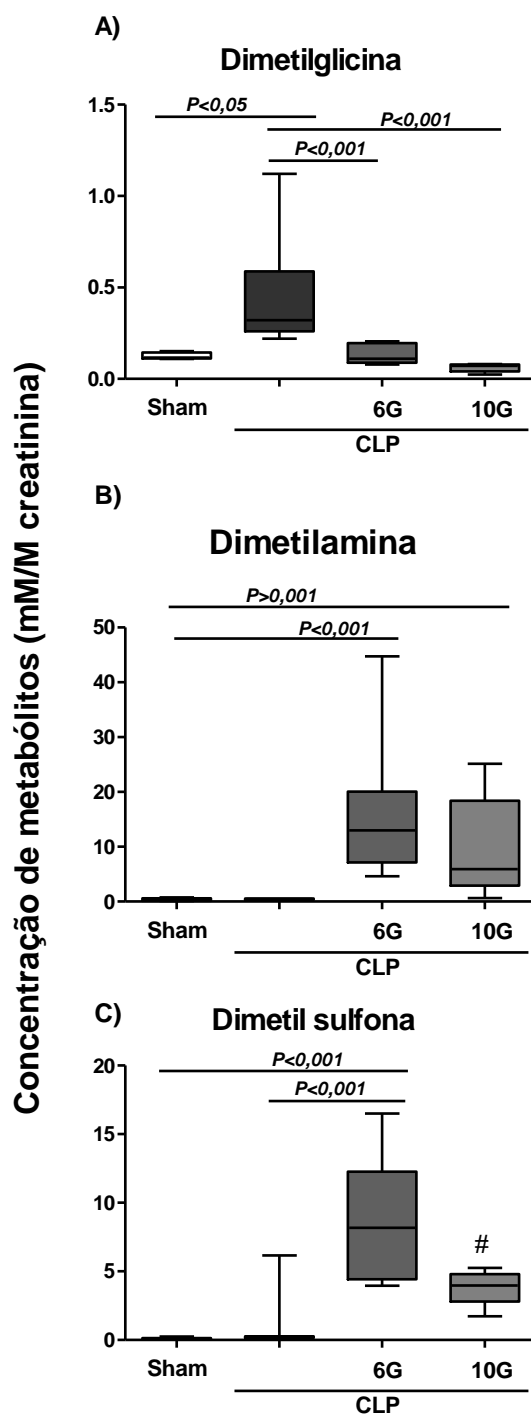 Concentração de metabólitos (mM/M creatinina)
A)
Dimetilglicina
P<0,05
P<0,001
P<0,001
1.5
1.0
0.5
0.0
Sham 6G 10G
CLP
B)
Dimetilamina
P>0,001
P<0,001
50
40
30
20
10
0
Sham 6G 10G
CLP
C)
Dimetil sulfona
P<0,001
P<0,001
20
15
10
5
0
#
Sham 6G 10G
CLP